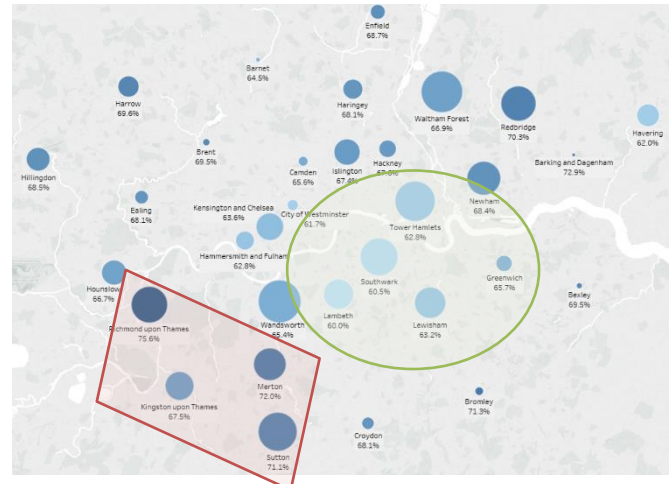 Enfield
68.7%
Barnet
64.5%
Harrow
69.6%
Haringey
68.1%
Waltham Forest
66.9%
Redbridge
70.3%
Havering
62.0%
Hillingdon
68.5%
Brent
69.5%
Camden
65.6%
Islington
67.4%
Hackney
Barking and Dagenham
72.9%
Ealing
68.1%
Kensington and Chelsea
63.6%
City of Westminster
61.7%
Tower Hamlets
62.8%
Newham
68.4%
Hammersmith and Fulham
62.8%
Southwark
60.5%
Greenwich
65.7%
Bexley
69.5%
Hounslow
66.7%
Richmond upon Thames
75.6%
Wandsworth
65.4%
Lambeth
60.0%
Lewisham
63.2%
Kingston upon Thames
67.5%
Merton
72.0%
Sutton
71.1%
Croydon
68.1%
Bromley
71.3%